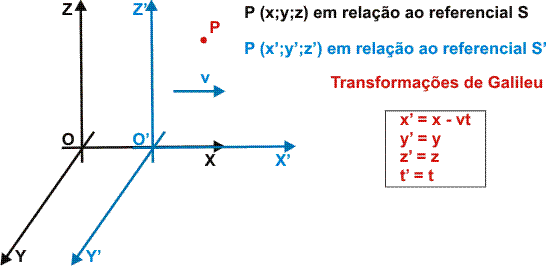 Z
Z'
P
P (x;y;z) em relação ao referencial S
P (x';y';z') em relação ao referencial S'
v
Transformações de Galileu
x' = x - vt
y' = y
z' = z
t' = t
O
O'
X
X'
Y
Y'